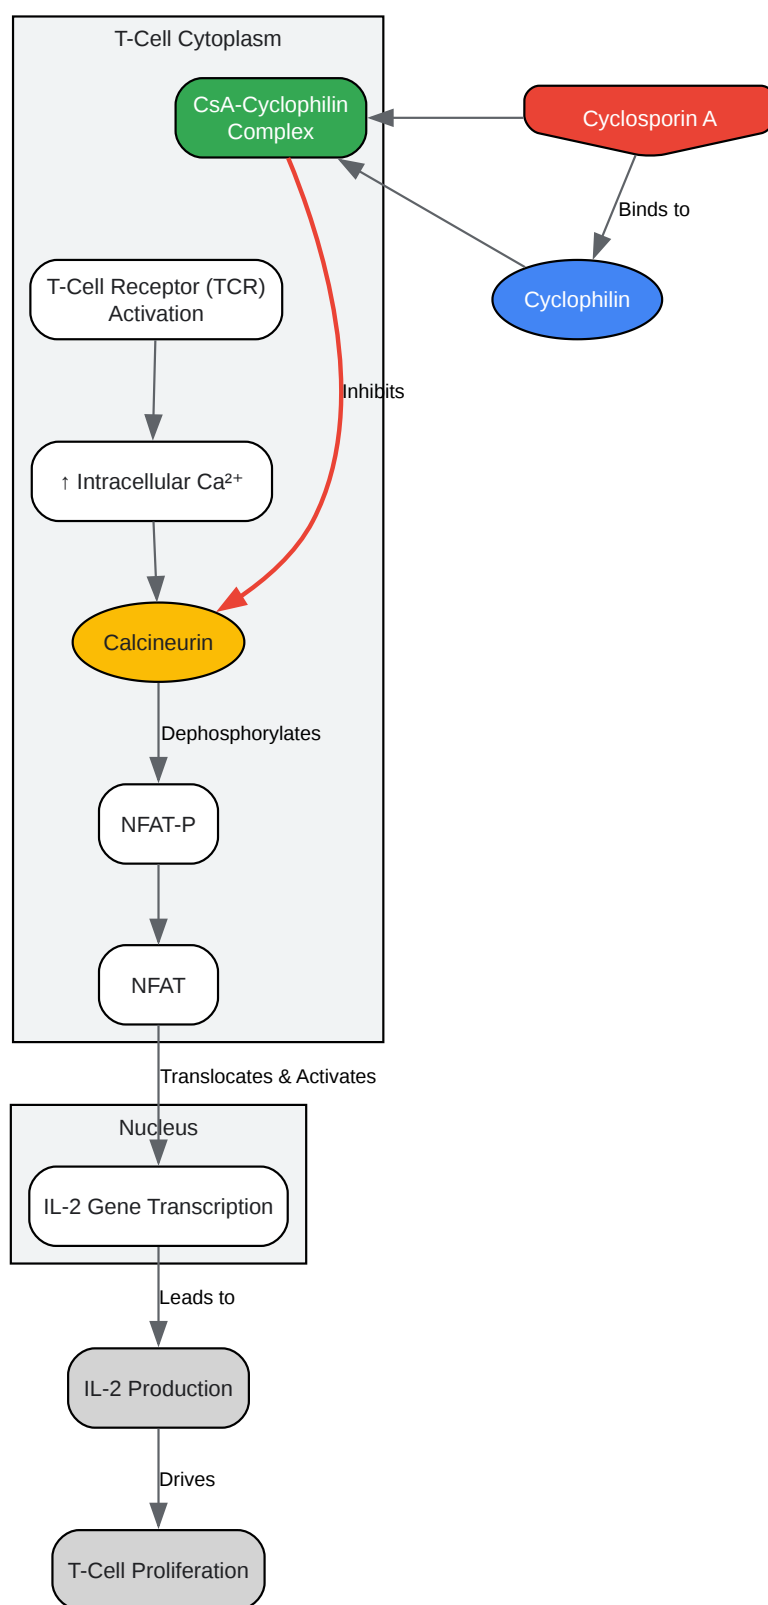 T-Cell Cytoplasm
CsA-Cyclophilin
Complex
Cyclosporin A
Binds to
Cyclophilin
T-Cell Receptor (TCR)
Activation
Inhibits
↑ Intracellular Ca²⁺
Calcineurin
Dephosphorylates
NFAT-P
NFAT
Translocates & Activates
Nucleus
IL-2 Gene Transcription
Leads to
IL-2 Production
Drives
T-Cell Proliferation